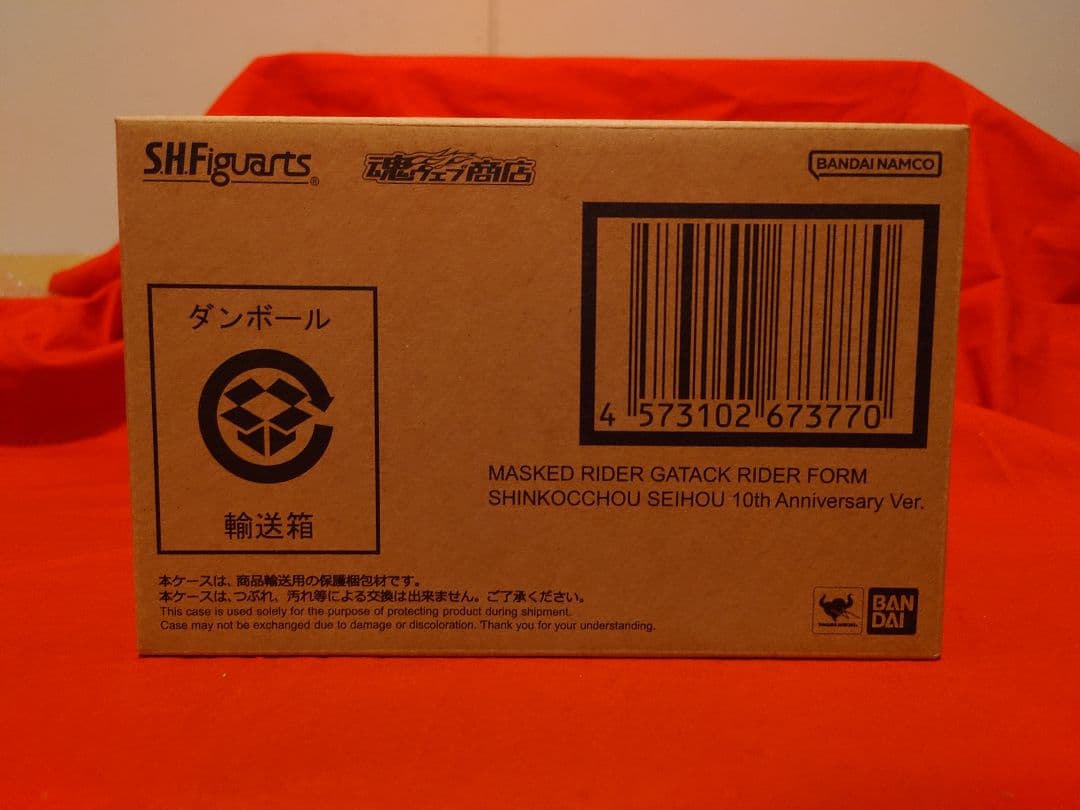 S.H.Figuarts®
魂ウェブ商店
BANDAI NAMCO
ダンボール
輸送箱
4 573102 673770
MASKED RIDER GATACK RIDER FORM
SHINKOCCHOU SEIHOU 10th Anniversary Ver.
本ケースは、商品輸送用の保護梱包材です。
本ケースは、つぶれ、汚れ等による交換は出来ません。ご了承ください。
This case is used solely for the purpose of protecting product during shipment.
Case may not be exchanged due to damage or discoloration. Thank you for your understanding.
BAN
DAI